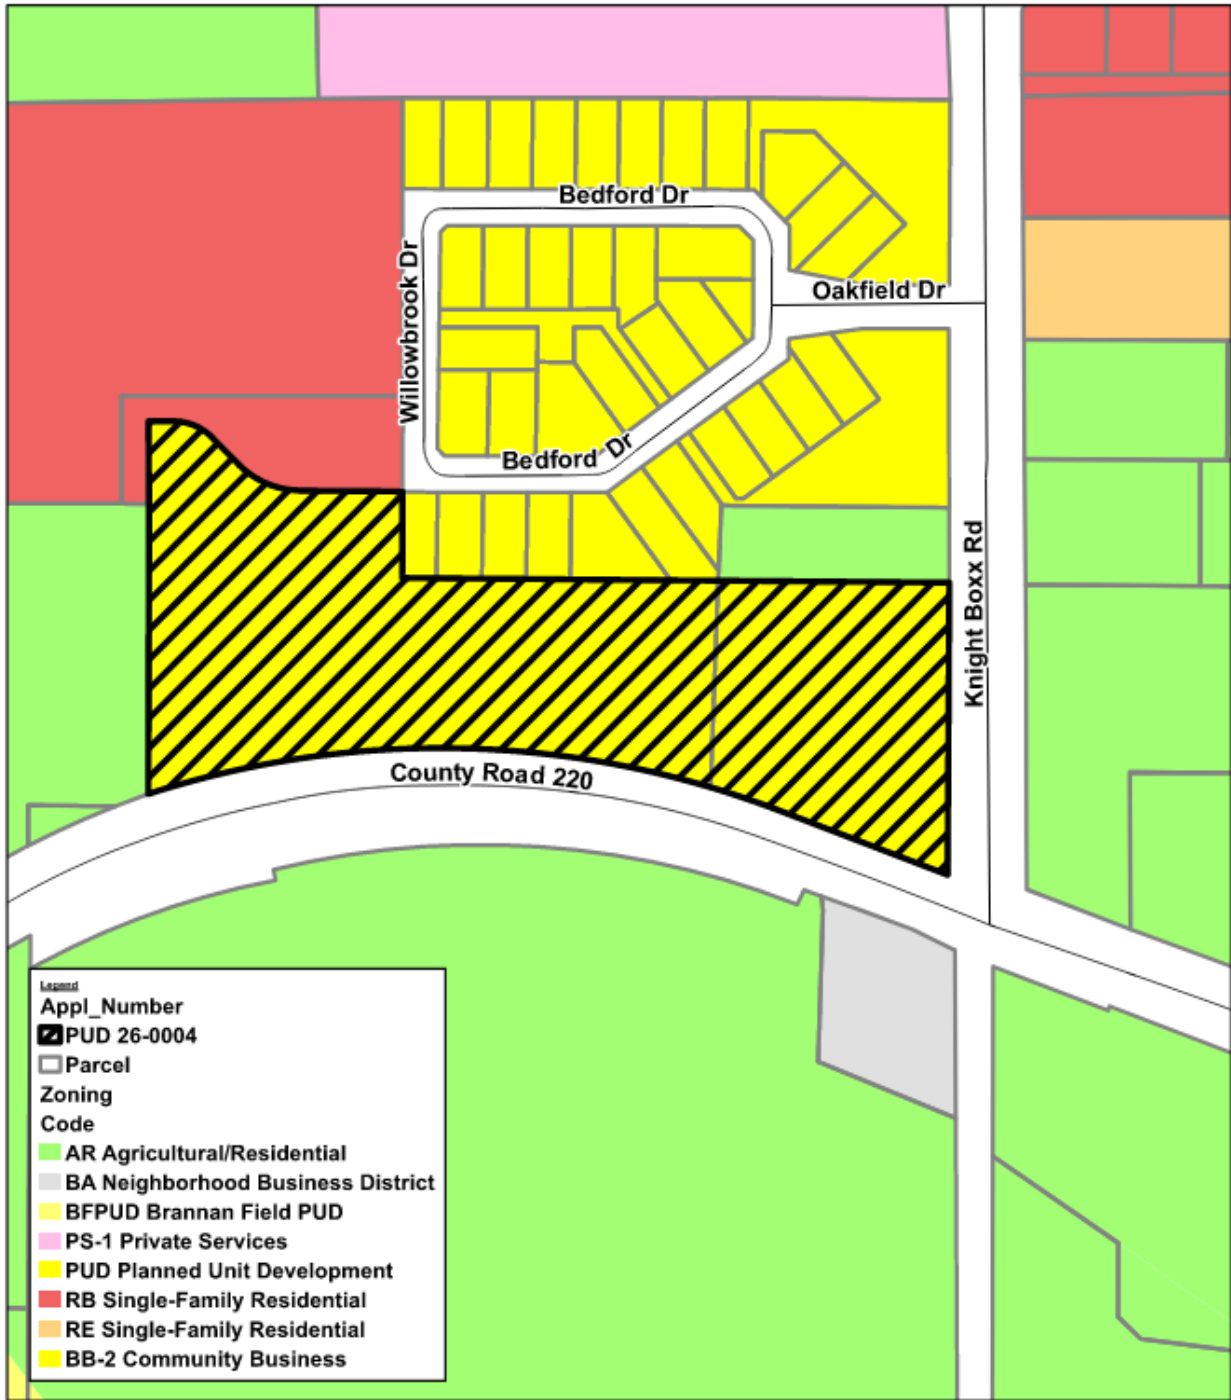 Bedford Dr
Willowbrook Dr
Oakfield Dr
Bedford Dr
Knight Boxx Rd
County Road 220
Legend
Appl_Number
PUD 26-0004
Parcel
Zoning
Code
AR Agricultural/Residential
BA Neighborhood Business District
BFPUD Brannan Field PUD
PS-1 Private Services
PUD Planned Unit Development
RB Single-Family Residential
RE Single-Family Residential
BB-2 Community Business